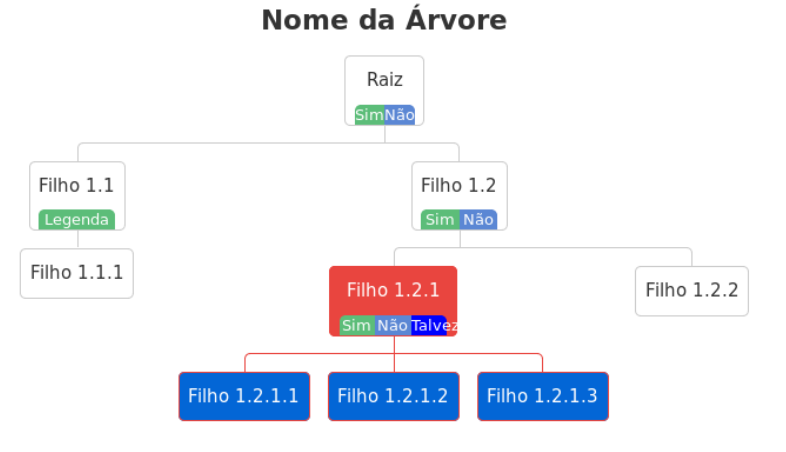 Nome da Árvore
Raiz
Sim Não
Filho 1.1
Legenda
Filho 1.2
Sim Não
Filho 1.1.1
Filho 1.2.1
Sim Não Talvez
Filho 1.2.2
Filho 1.2.1.1
Filho 1.2.1.2
Filho 1.2.1.3